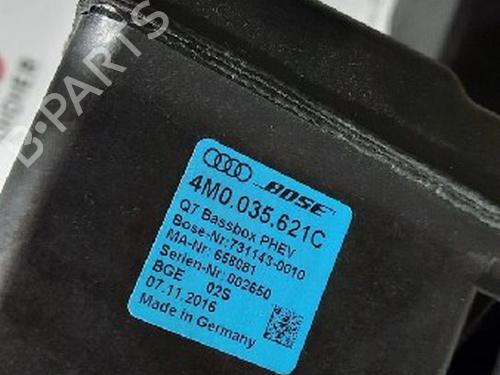 B-PARTS
BOSE
4M0.035.621C
Q7 Bassbox PHEV
Bose-Nr:731143-0010
MA-Nr: 658081
Serien-Nr: 002650
BGE 02S
07.11.2016
Made in Germany